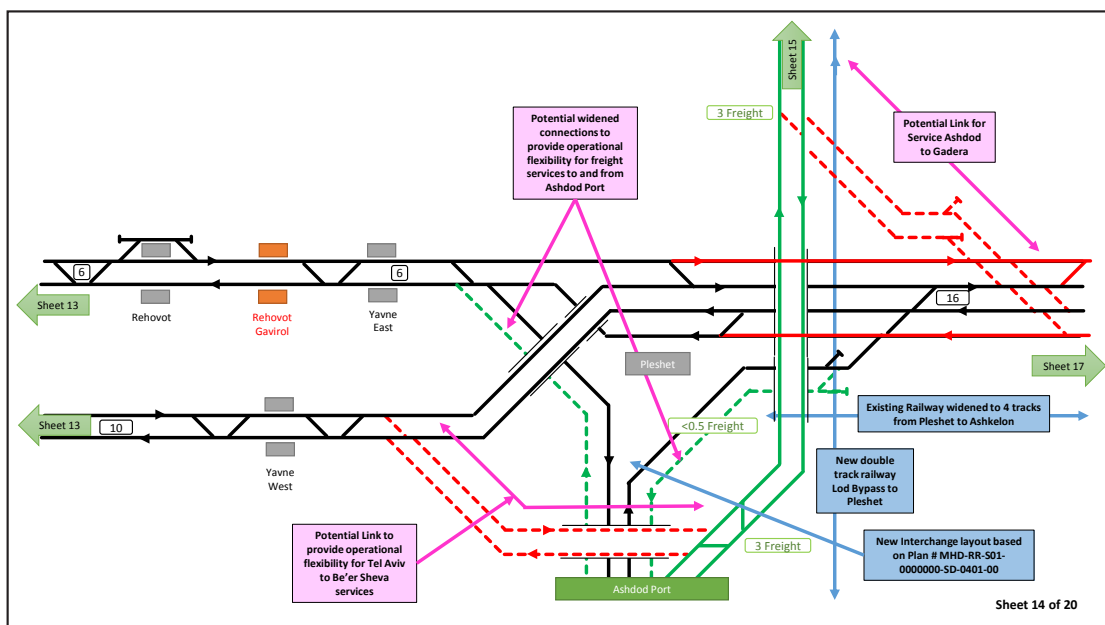 Sheet 15
3 Freight
Potential widened
connections to
provide operational
flexibility for freight
services to and from
Ashdod Port
Potential Link for
Service Ashdod
to Gadera
6
6
Sheet 13
Rehovot
Rehovot
Gavirol
Yavne
East
16
Pleshet
Sheet 17
Sheet 13
10
Yavne
West
<0.5 Freight
Existing Railway widened to 4 tracks
from Pleshet to Ashkelon
New double
track railway
Lod Bypass to
Pleshet
Potential Link to
provide operational
flexibility for Tel Aviv
to Be'er Sheva
services
3 Freight
New Interchange layout based
on Plan # MHD-RR-S01-
0000000-SD-0401-00
Ashdod Port
Sheet 14 of 20